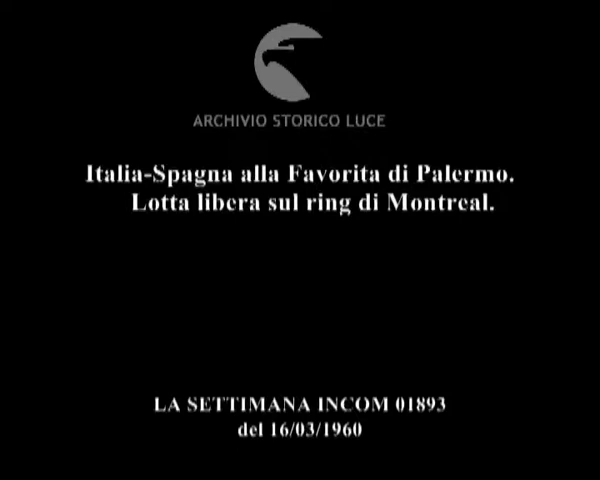 ARCHIVIO STORICO LUCE
Italia-Spagna alla Favorita di Palermo.
Lotta libera sul ring di Montreal.
LA SETTIMANA INCOM 01893
del 16/03/1960